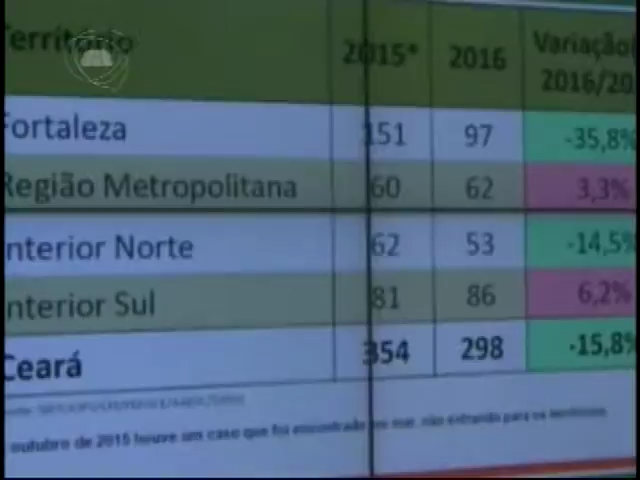 Território 2015* 2016 Variação
2016/20
Fortaleza 151 97 -35,8%
Região Metropolitana 60 62 3,3%
Interior Norte 62 53 -14,5%
Interior Sul 81 86 6,2%
Ceará 354 298 -15,8%
outubro de 2015 houve um caso que foi encontrado no mar, não entrando para os territórios